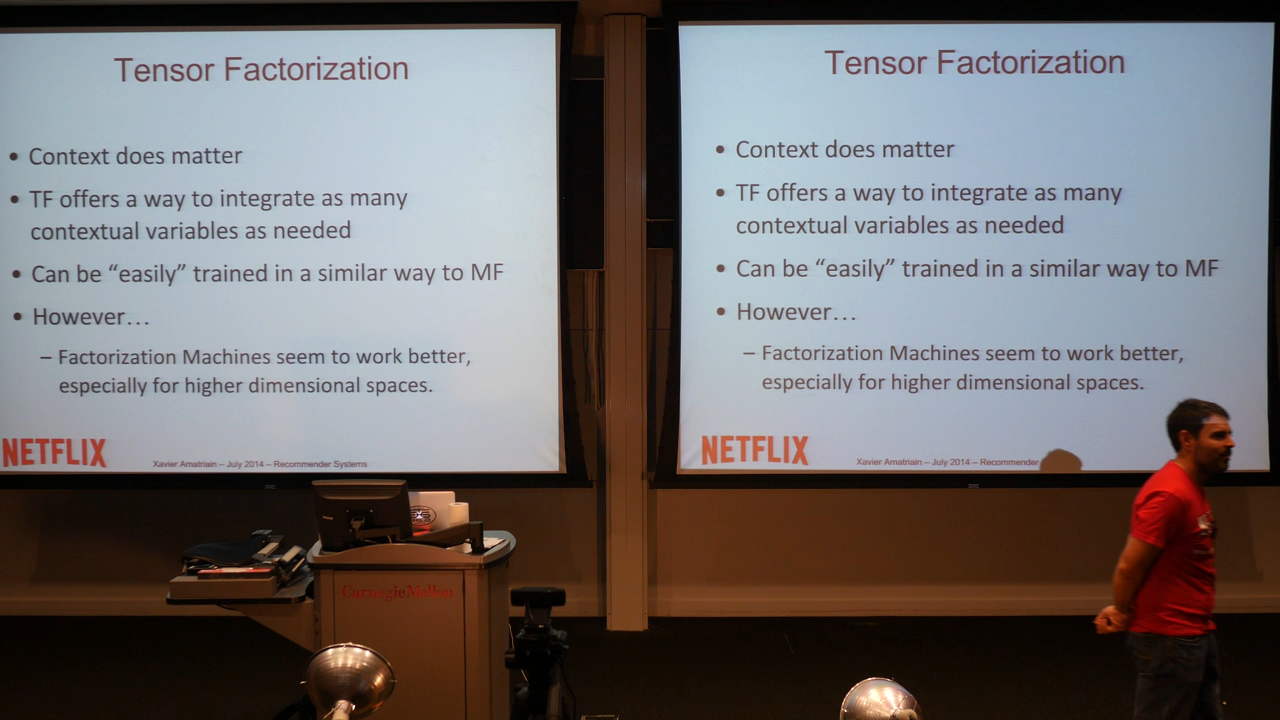 Tensor Factorization
• Context does matter
• TF offers a way to integrate as many
contextual variables as needed
• Can be “easily” trained in a similar way to MF
• However…
– Factorization Machines seem to work better,
especially for higher dimensional spaces.
NETFLIX
Xavier Amatriain – July 2014 – Recommender Systems
Tensor Factorization
• Context does matter
• TF offers a way to integrate as many
contextual variables as needed
• Can be “easily” trained in a similar way to MF
• However…
– Factorization Machines seem to work better,
especially for higher dimensional spaces.
NETFLIX
Xavier Amatriain – July 2014 – Recommender
Carnegie Mellon